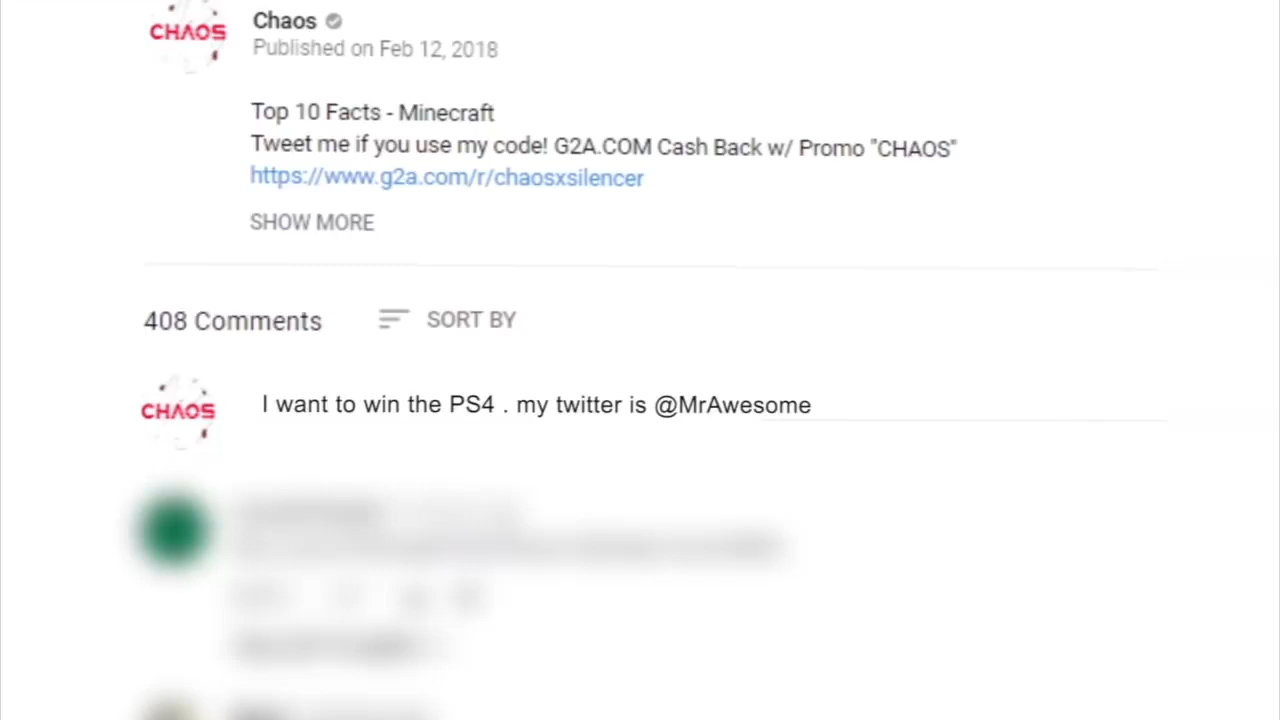 CHAOS
Chaos
Published on Feb 12, 2018
Top 10 Facts - Minecraft
Tweet me if you use my code! G2A.COM Cash Back w/ Promo "CHAOS"
https://www.g2a.com/r/chaosxsilencer
SHOW MORE
408 Comments SORT BY
CHAOS
I want to win the PS4 . my twitter is @MrAwesome